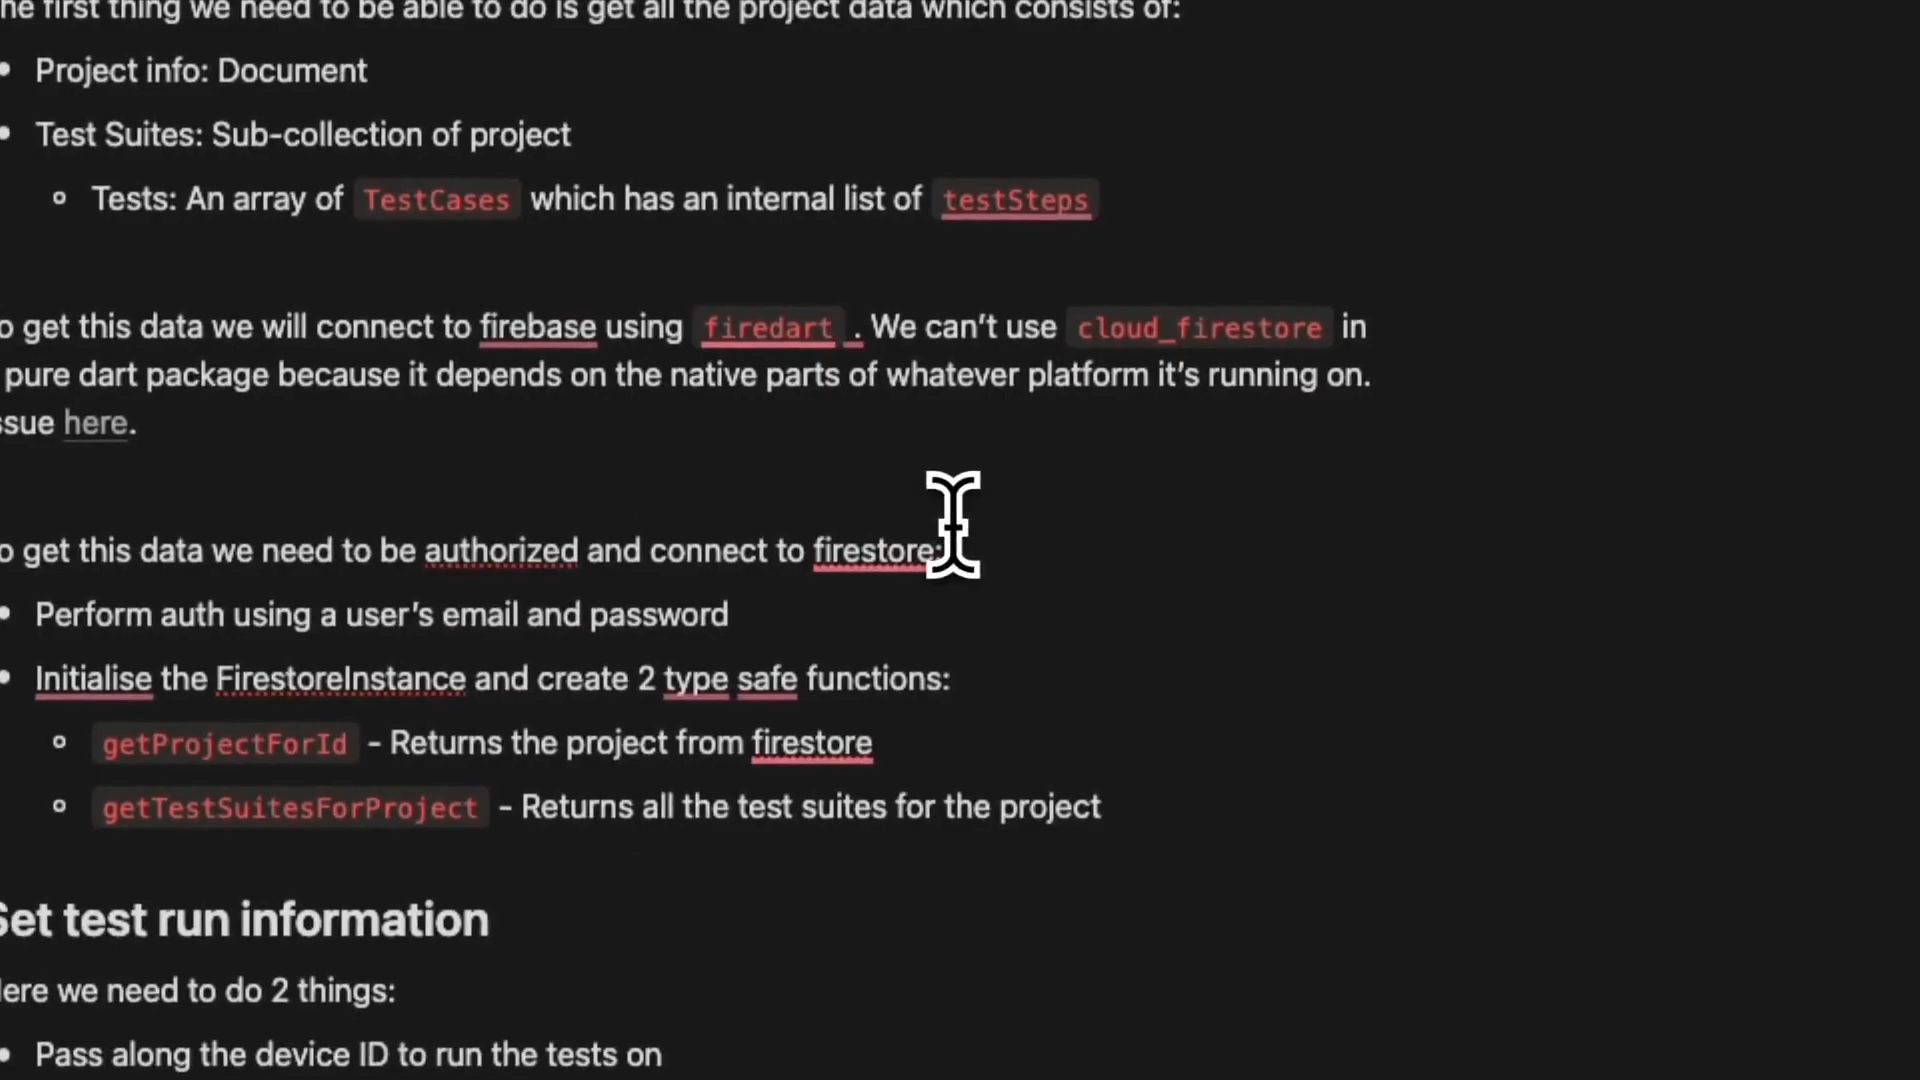 he first thing we need to be able to do is get all the project data which consists of:
• Project info: Document
• Test Suites: Sub-collection of project
◦ Tests: An array of TestCases which has an internal list of testSteps
o get this data we will connect to firebase using firedart . We can't use cloud_firestore in
pure dart package because it depends on the native parts of whatever platform it's running on.
ssue here.
o get this data we need to be authorized and connect to firestore:
• Perform auth using a user's email and password
• Initialise the FirestoreInstance and create 2 type safe functions:
◦ getProjectForId - Returns the project from firestore
◦ getTestSuitesForProject - Returns all the test suites for the project
Set test run information
Here we need to do 2 things:
• Pass along the device ID to run the tests on